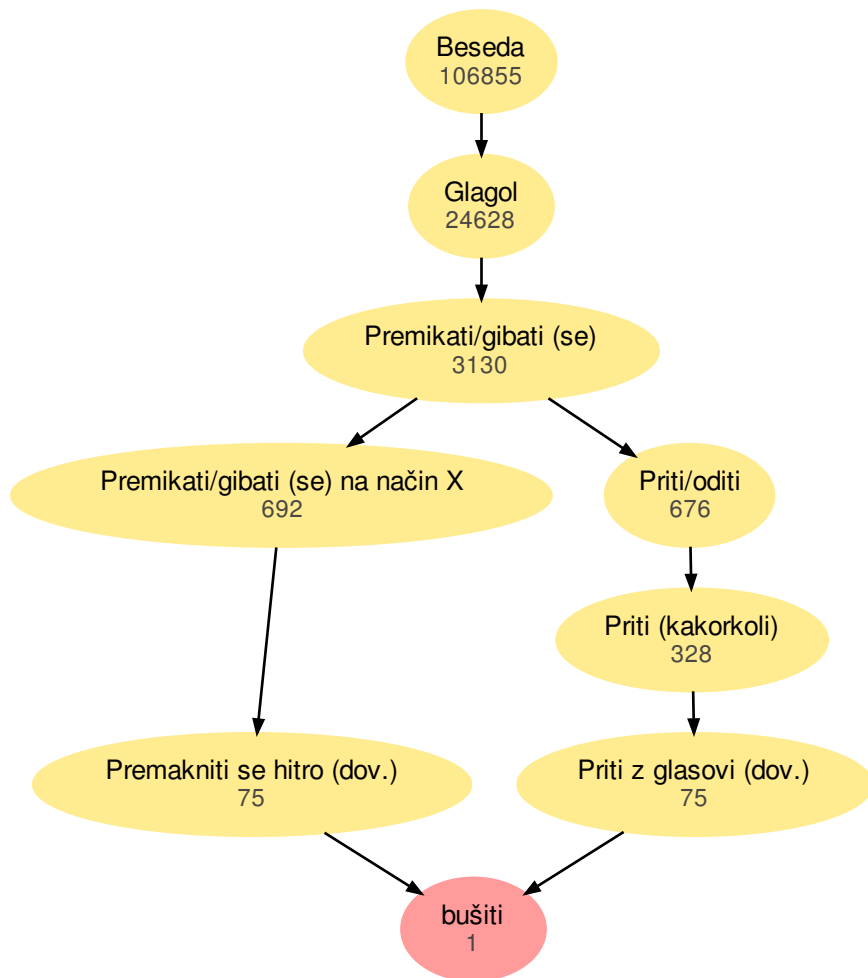 Beseda
106855
Glagol
24628
Premikati/gibati (se)
3130
Premikati/gibati (se) na način X
692
Priti/oditi
676
Priti (kakorkoli)
328
Premakniti se hitro (dov.)
75
Priti z glasovi (dov.)
75
bušiti
1